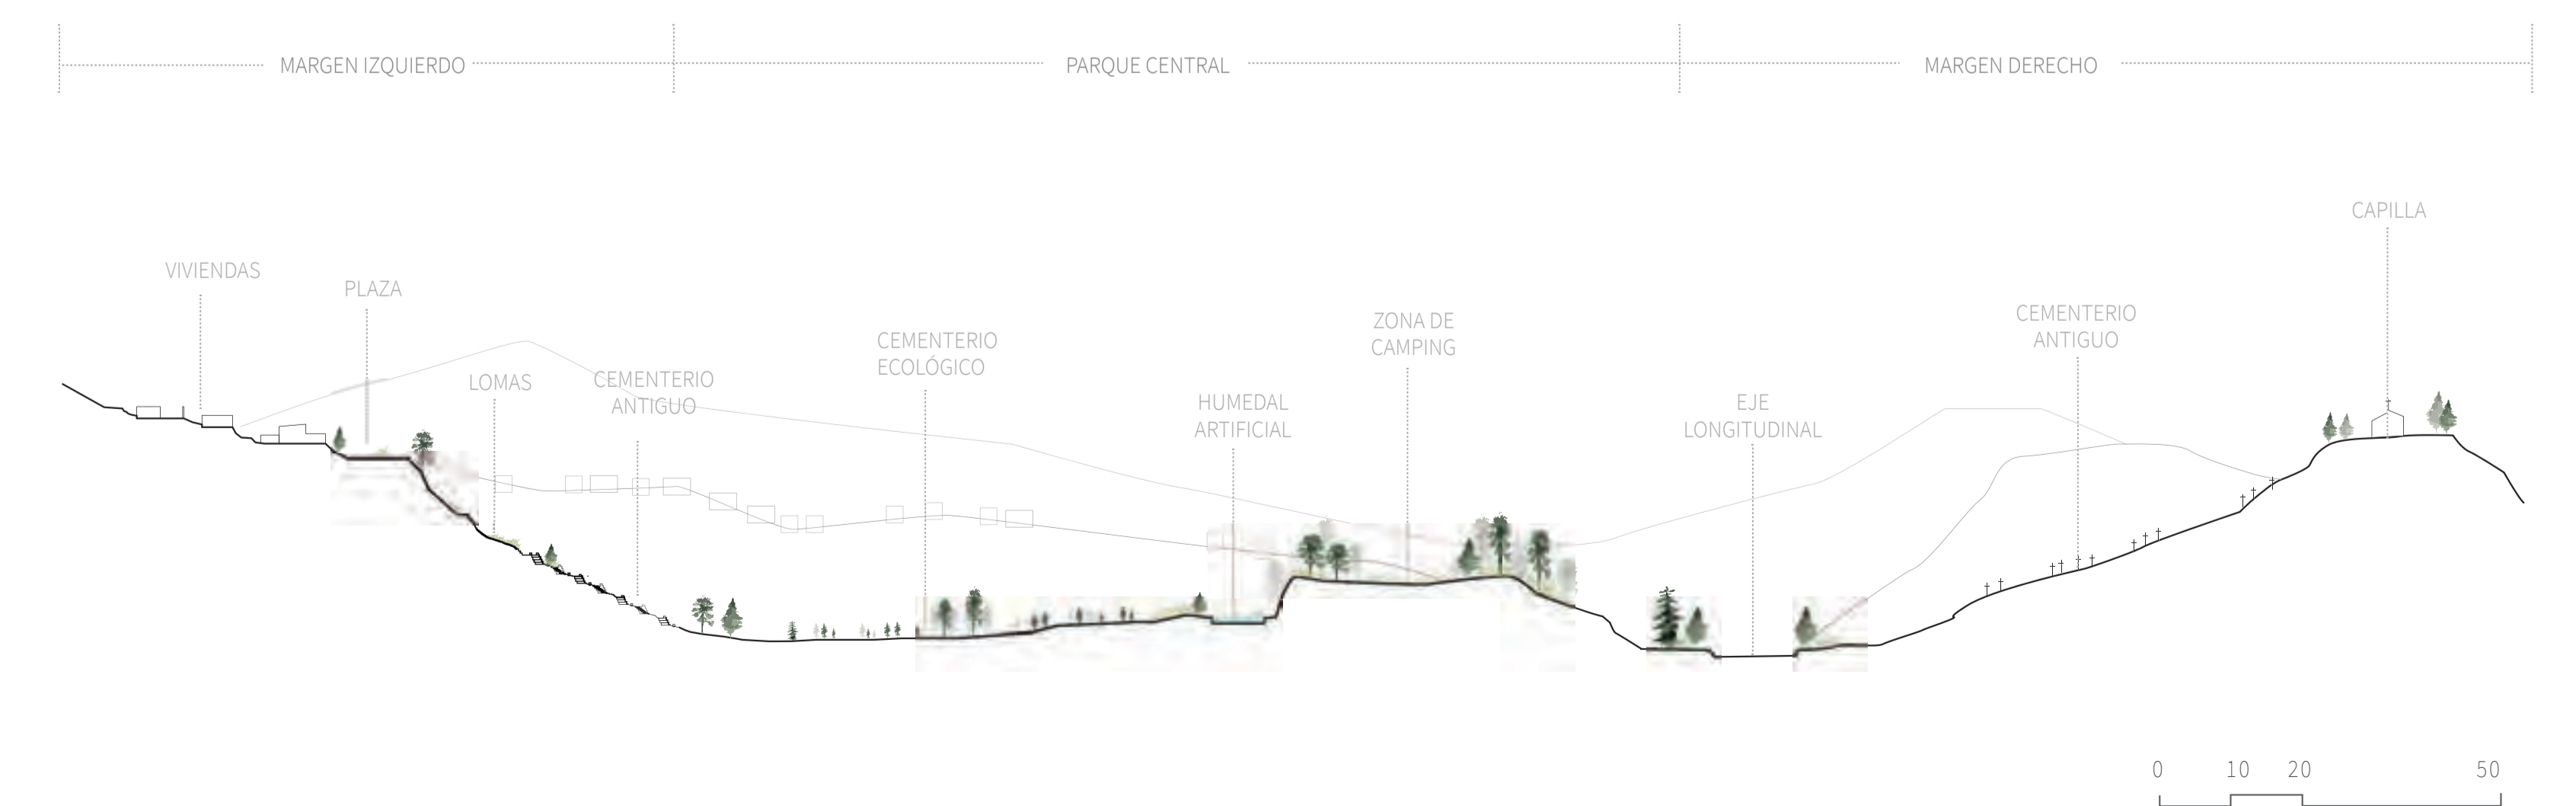 MARGEN IZQUIERDO
PARQUE CENTRAL
MARGEN DERECHO
CAPILLA
VIVIENDAS
PLAZA
LOMAS
CEMENTERIO
ANTIGUO
CEMENTERIO
ECOLÓGICO
HUMEDAL
ARTIFICIAL
ZONA DE
CAMPING
EJE
LONGITUDINAL
CEMENTERIO
ANTIGUO
0 10 20 50